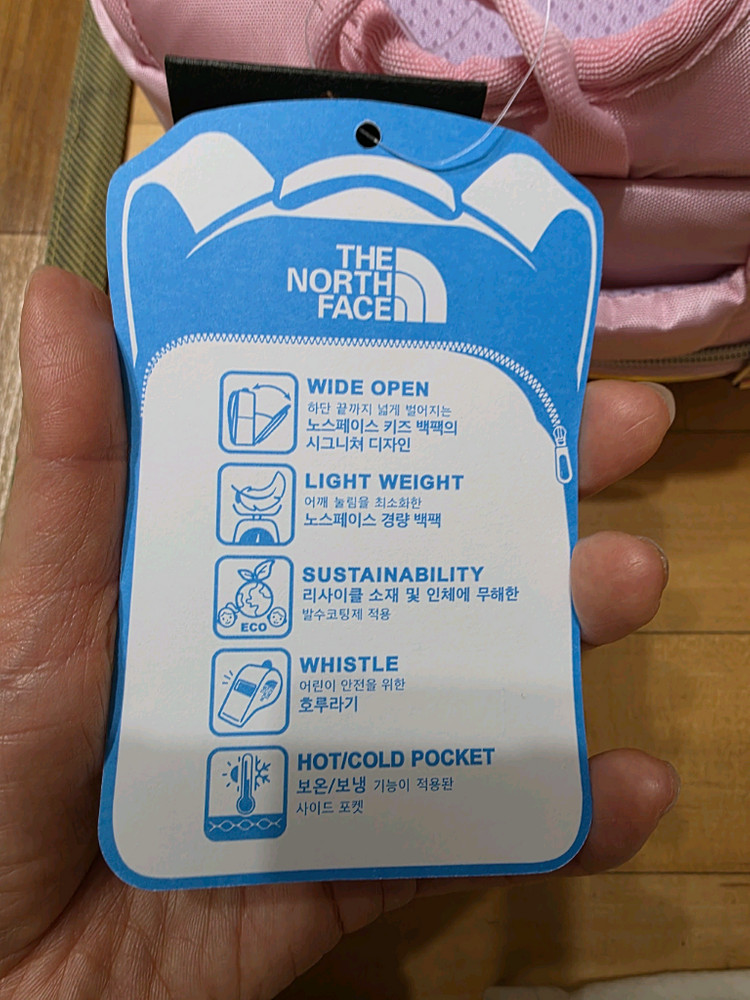 THE
NORTH
FACE
WIDE OPEN
하단 끝까지 넓게 벌어지는
노스페이스 키즈 백팩의
시그니쳐 디자인
LIGHT WEIGHT
어깨 눌림을 최소화한
노스페이스 경량 백팩
SUSTAINABILITY
리사이클 소재 및 인체에 무해한
발수코팅제 적용
ECO
WHISTLE
어린이 안전을 위한
호루라기
HOT/COLD POCKET
보온/보냉 기능이 적용된
사이드 포켓